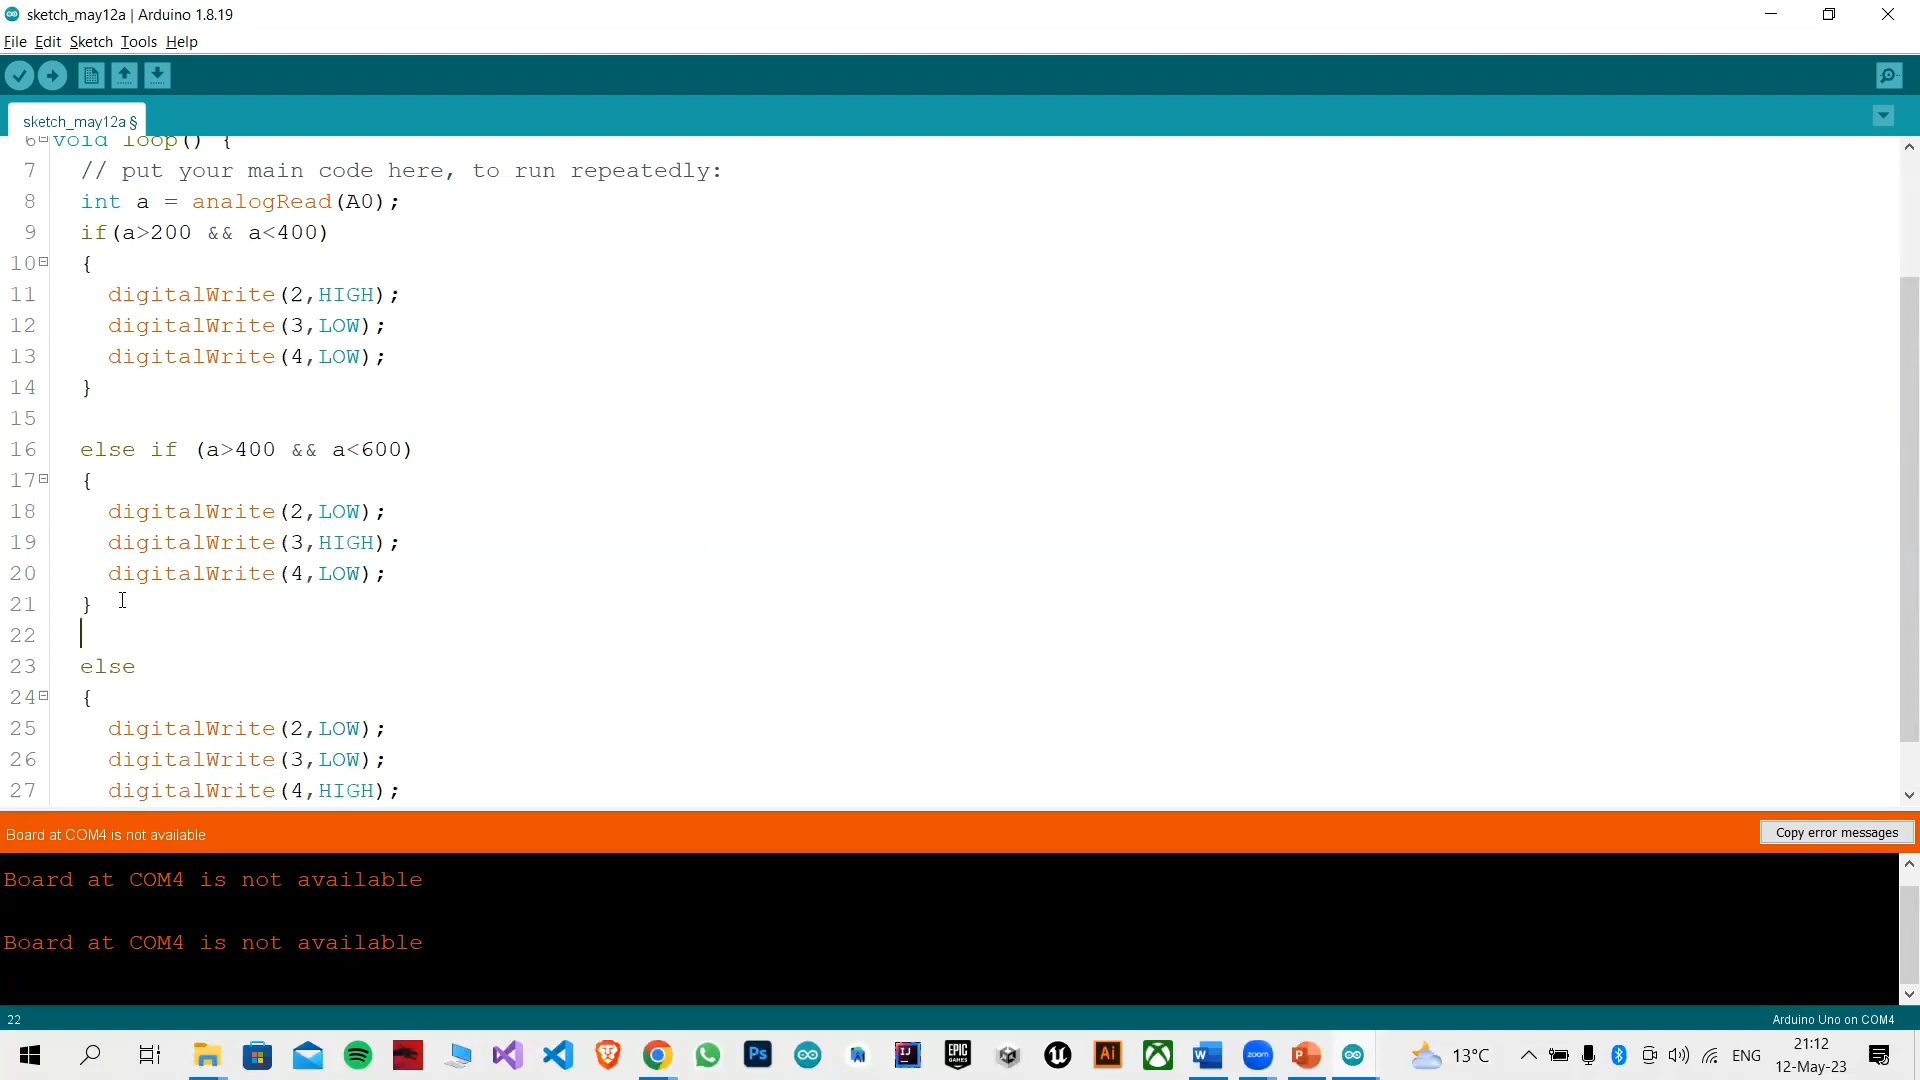 sketch_may12a | Arduino 1.8.19
File Edit Sketch Tools Help
sketch_may12a §
6 void loop() {
7 // put your main code here, to run repeatedly:
8 int a = analogRead(A0);
9 if(a>200 && a<400)
10 {
11 digitalWrite(2,HIGH);
12 digitalWrite(3,LOW);
13 digitalWrite(4,LOW);
14 }
15
16 else if (a>400 && a<600)
17 {
18 digitalWrite(2,LOW);
19 digitalWrite(3,HIGH);
20 digitalWrite(4,LOW);
21 }
22
23 else
24 {
25 digitalWrite(2,LOW);
26 digitalWrite(3,LOW);
27 digitalWrite(4,HIGH);
Board at COM4 is not available Copy error messages
Board at COM4 is not available
Board at COM4 is not available
22 Arduino Uno on COM4
Ps IJ EPIC GAMES Ai W zoom P 13°C ENG 21:12
12-May-23